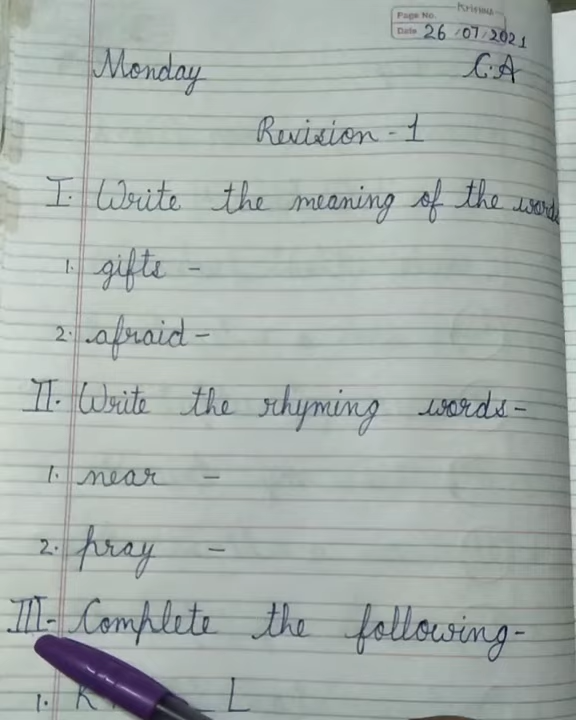 Krishna
Page No.
Date 26/07/2021
Monday C.A
Revision - 1
I. Write the meaning of the words
1. gifts -
2. afraid -
II. Write the rhyming words-
1. near -
2. pray -
III- Complete the following-
1. K _ L